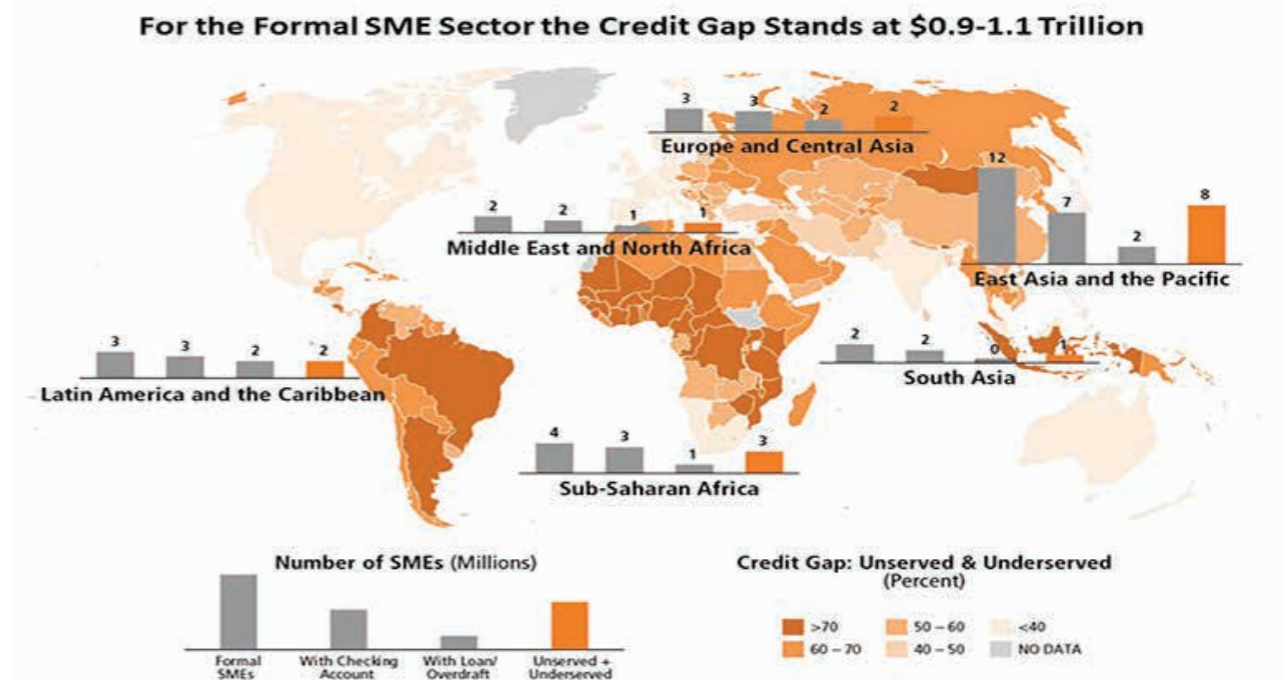 For the Formal SME Sector the Credit Gap Stands at $0.9-1.1 Trillion
3 3 2 2
Europe and Central Asia
12 7 2 8
East Asia and the Pacific
2 2 1 1
Middle East and North Africa
2 2 0 1
South Asia
3 3 2 2
Latin America and the Caribbean
4 3 1 3
Sub-Saharan Africa
Number of SMEs (Millions)
Formal SMEs
With Checking Account
With Loan/ Overdraft
Unserved + Underserved
Credit Gap: Unserved & Underserved
(Percent)
>70 50 – 60 <40
60 – 70 40 – 50 NO DATA